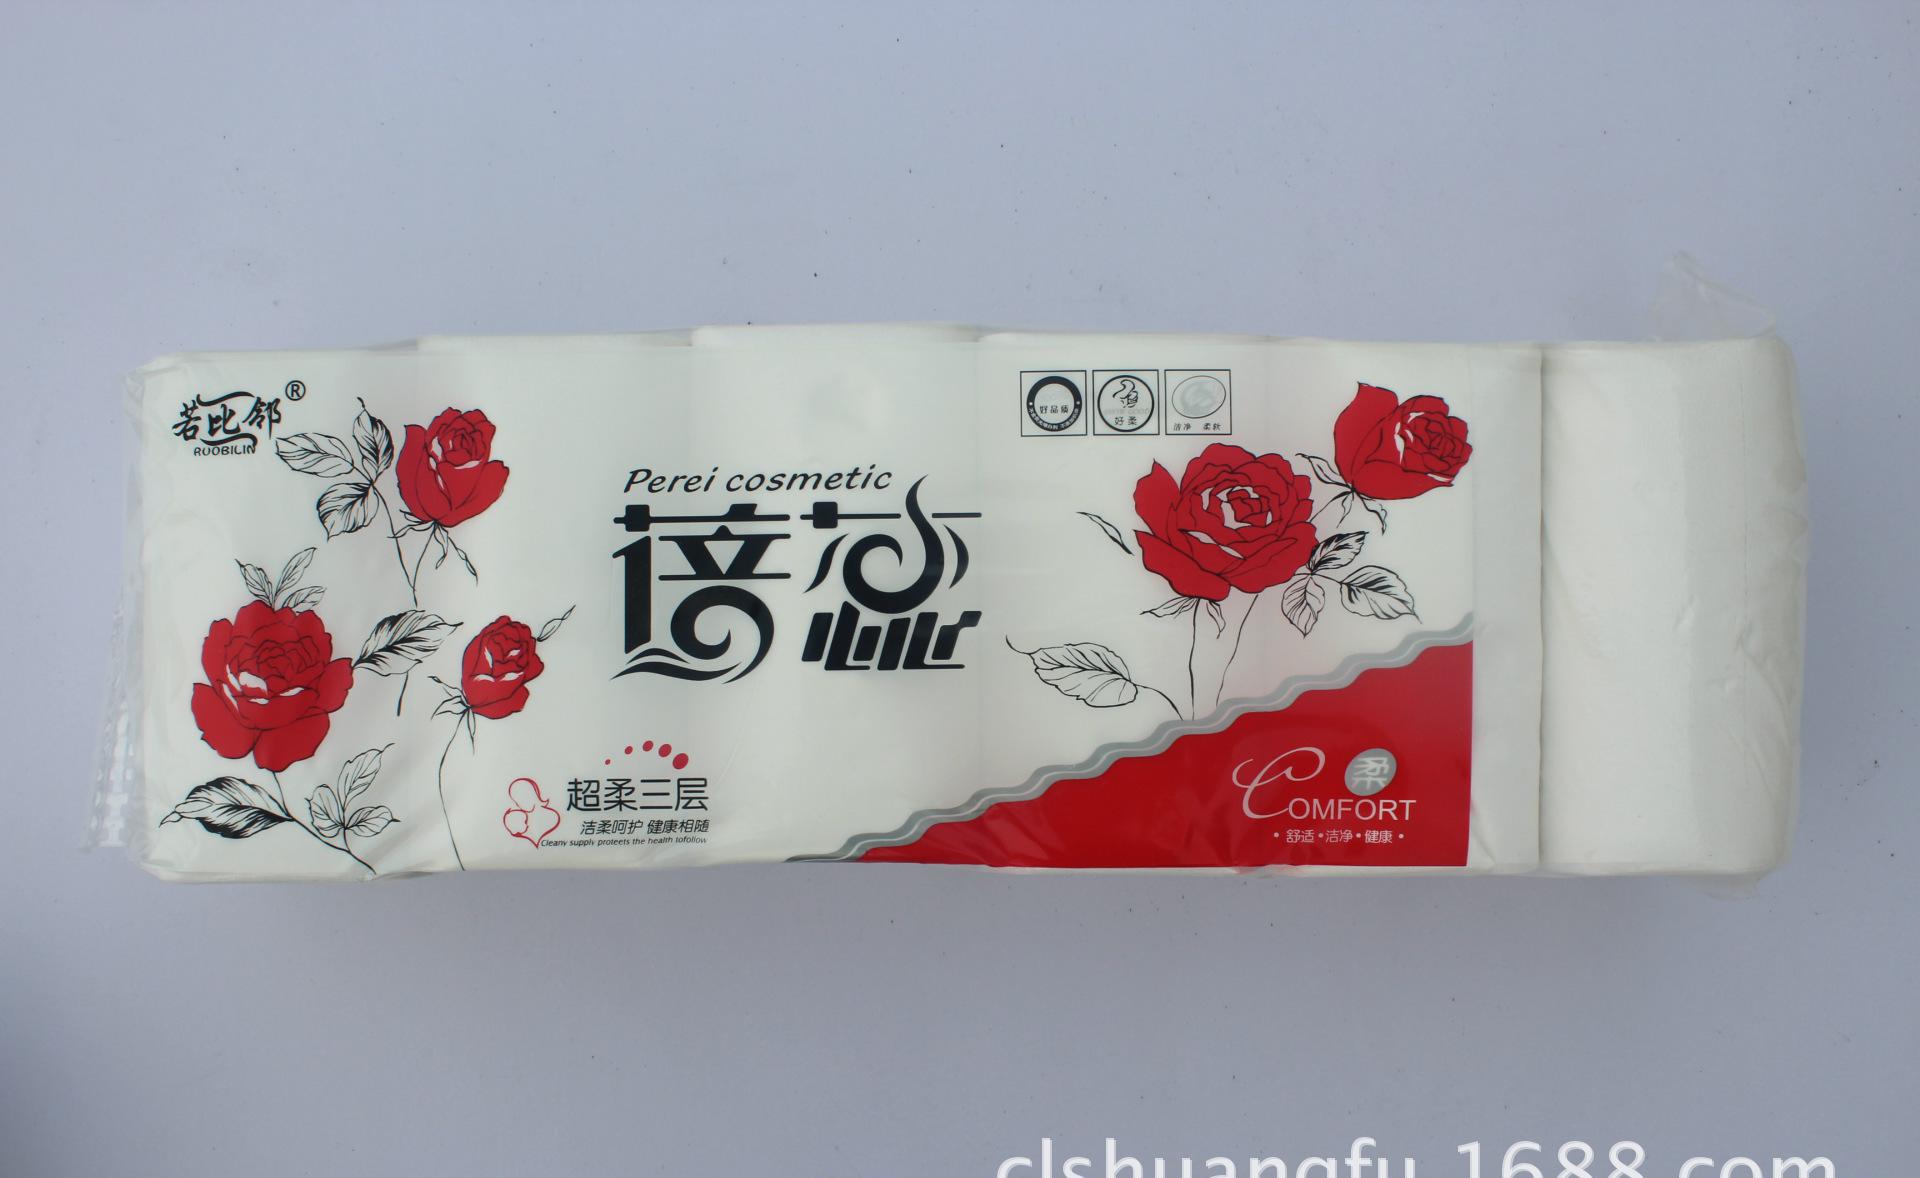 若比邻®
RUOBILIN
好品质
好柔
洁净 柔软
Perei cosmetic
蓓蕊
超柔三层
洁柔呵护 健康相随
Cleany supply proteets the health tofollow
柔
COMFORT
•舒适•洁净•健康•
clshuangfu.1688.com